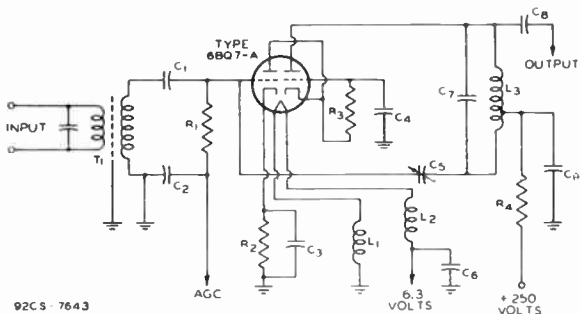 TYPE
6BQ7-A
C8
OUTPUT
C1
C7
L3
INPUT
R1
R3
C4
T1
C5
C2
R4
L2
R2
C3
L1
C6
AGC
6.3
VOLTS
+250
VOLTS
92CS-7643